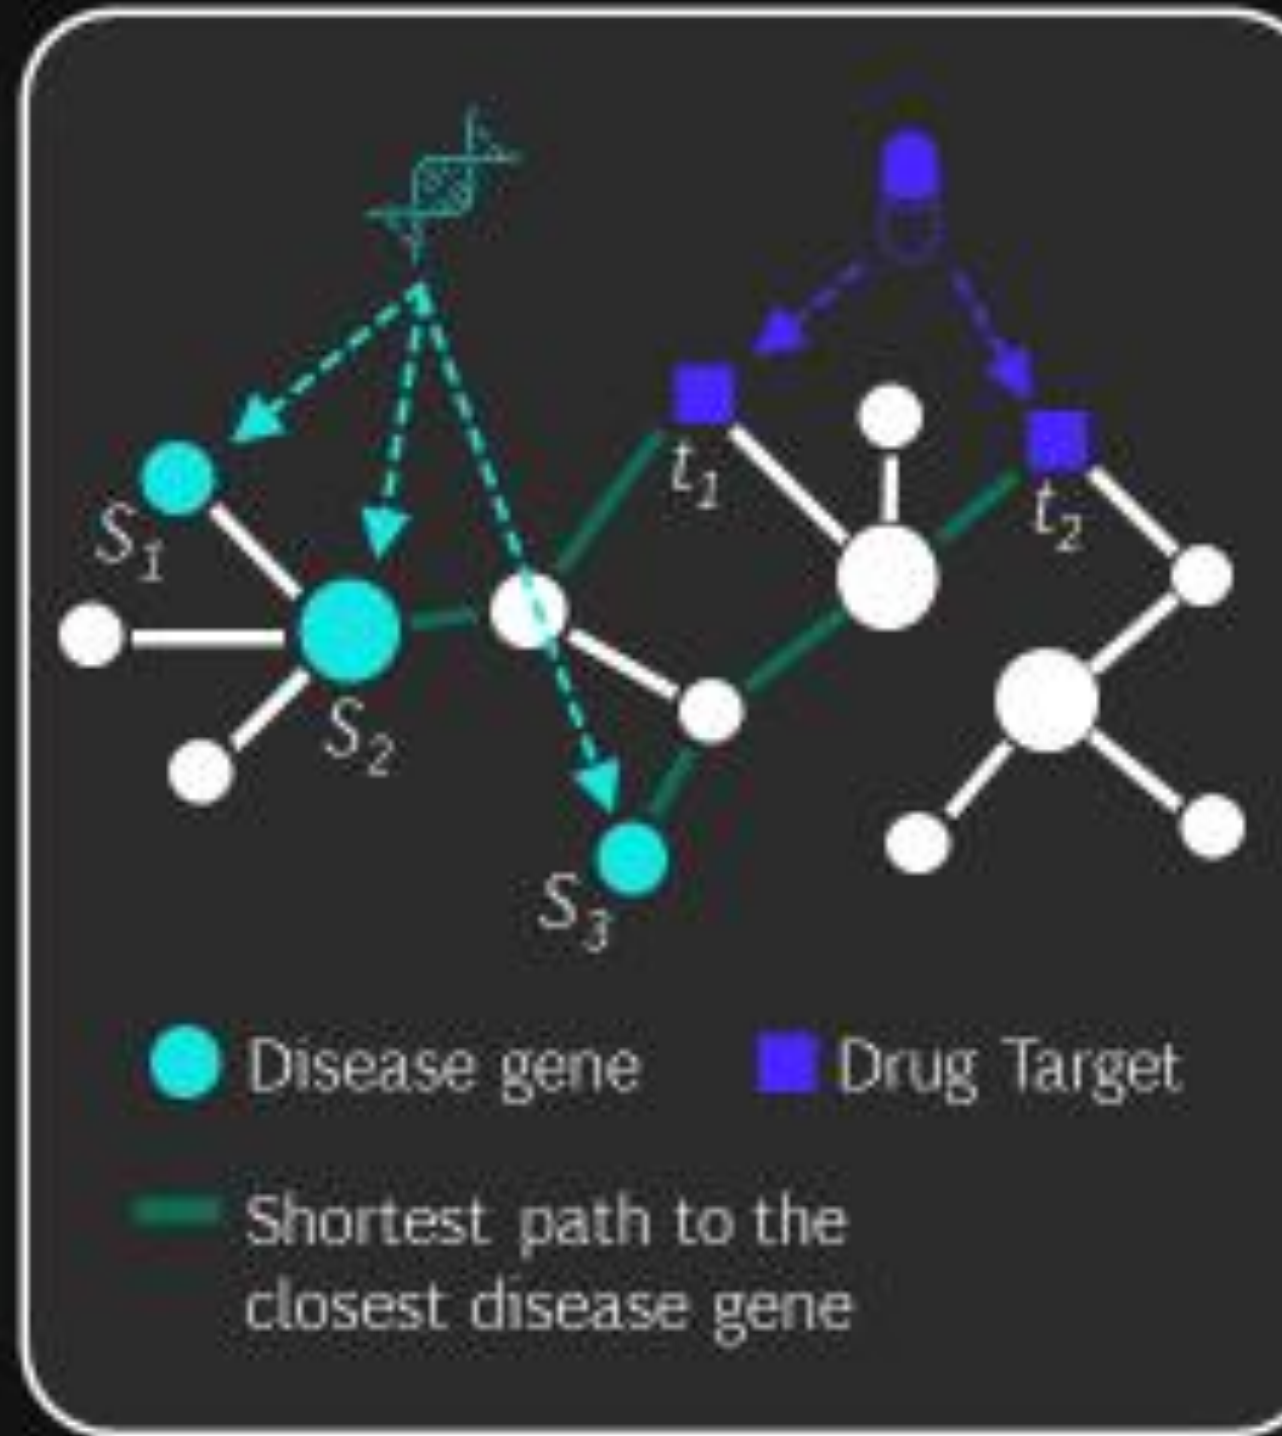 t1
t2
S1
S2
S3
Disease gene
Drug Target
Shortest path to the
closest disease gene